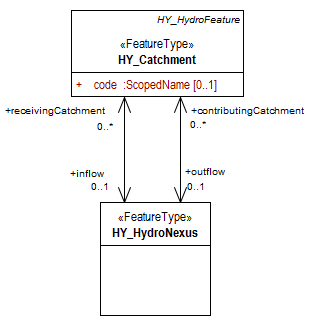 HY_HydroFeature
«FeatureType»
HY_Catchment
+ code :ScopedName [0..1]
+receivingCatchment +contributingCatchment
0..* 0..*
+inflow +outflow
0..1 0..1
«FeatureType»
HY_HydroNexus